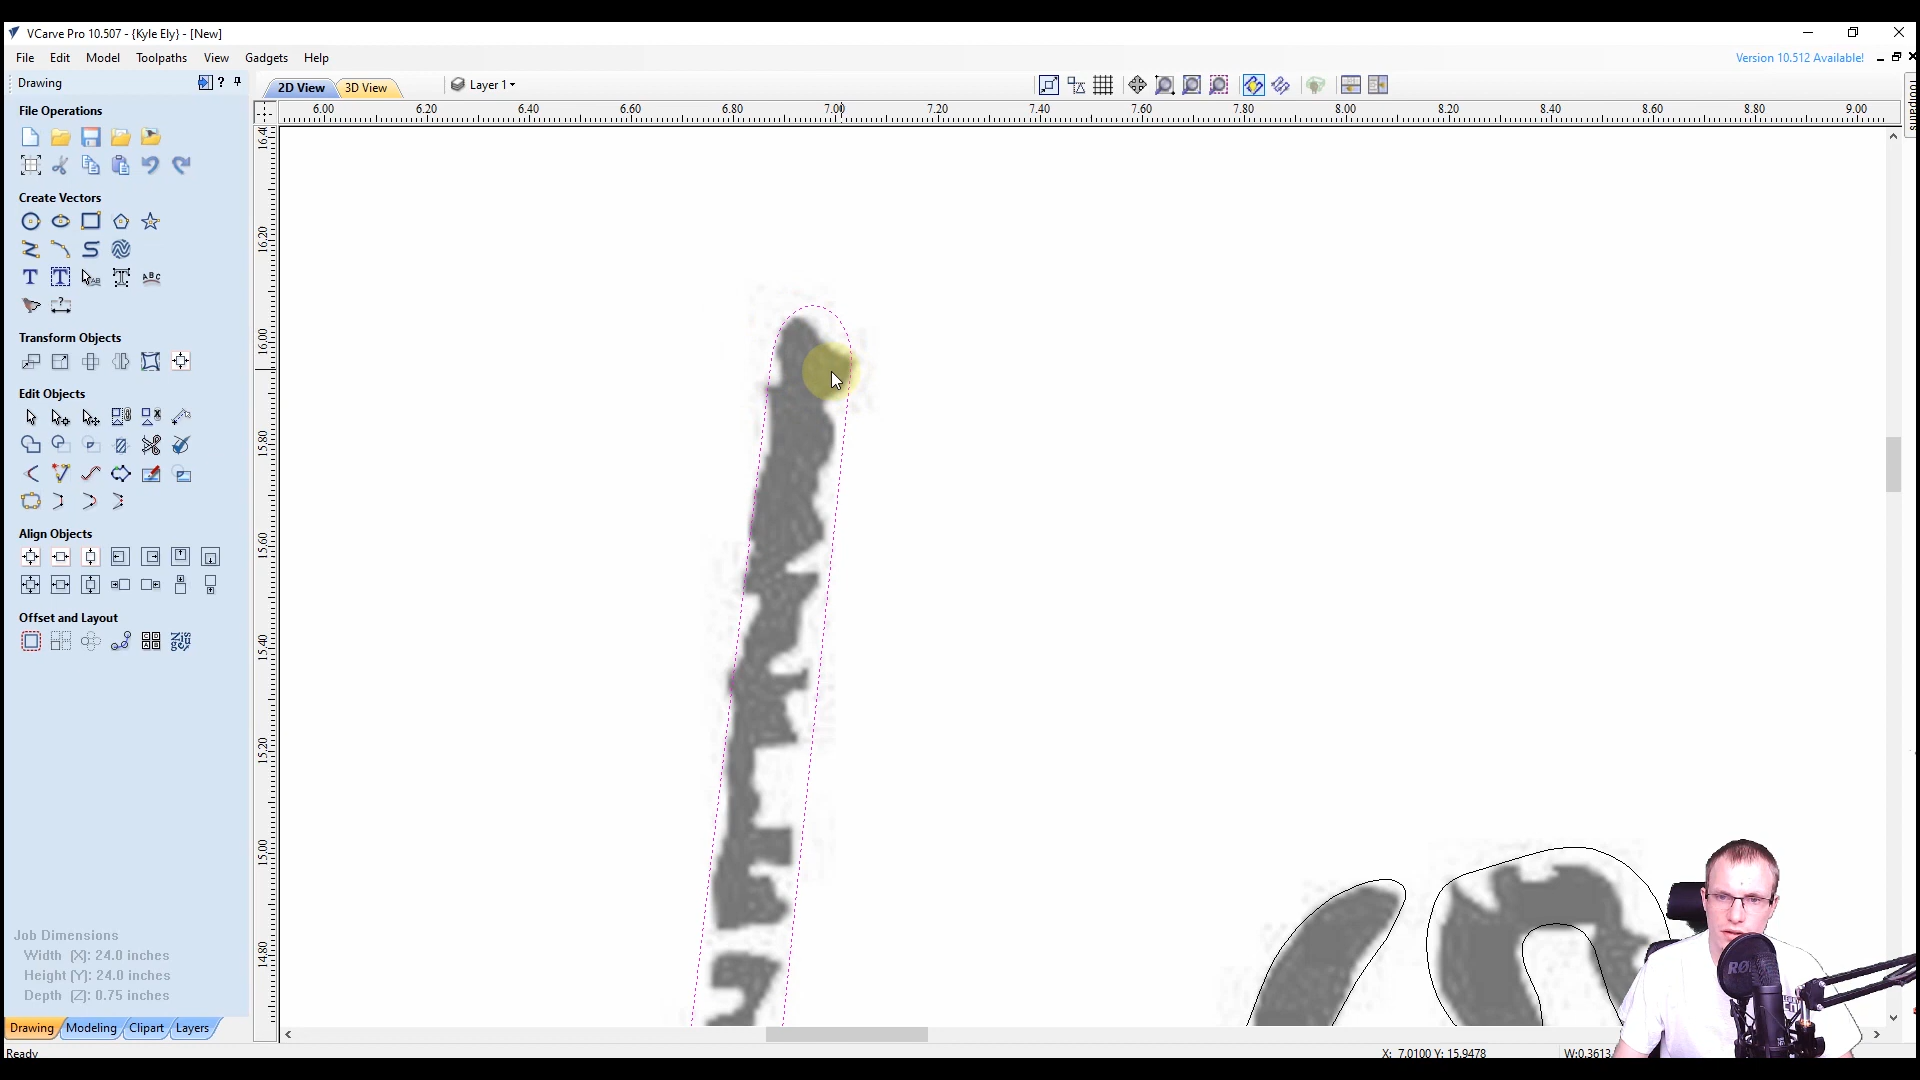 VCarve Pro 10.507 - {Kyle Ely} - [New]
File Edit Model Toolpaths View Gadgets Help
Version 10.512 Available!
Drawing
2D View 3D View Layer 1
6.00 6.20 6.40 6.60 6.80 7.00 7.20 7.40 7.60 7.80 8.00 8.20 8.40 8.60 8.80 9.00
File Operations
Create Vectors
Transform Objects
Edit Objects
Align Objects
Offset and Layout
16.20
16.00
15.80
15.60
15.40
15.20
15.00
14.80
Job Dimensions
Width (X): 24.0 inches
Height (Y): 24.0 inches
Depth (Z): 0.75 inches
Drawing Modeling Clipart Layers
Ready
X: 7.0100 Y: 15.9478
W:0.3613